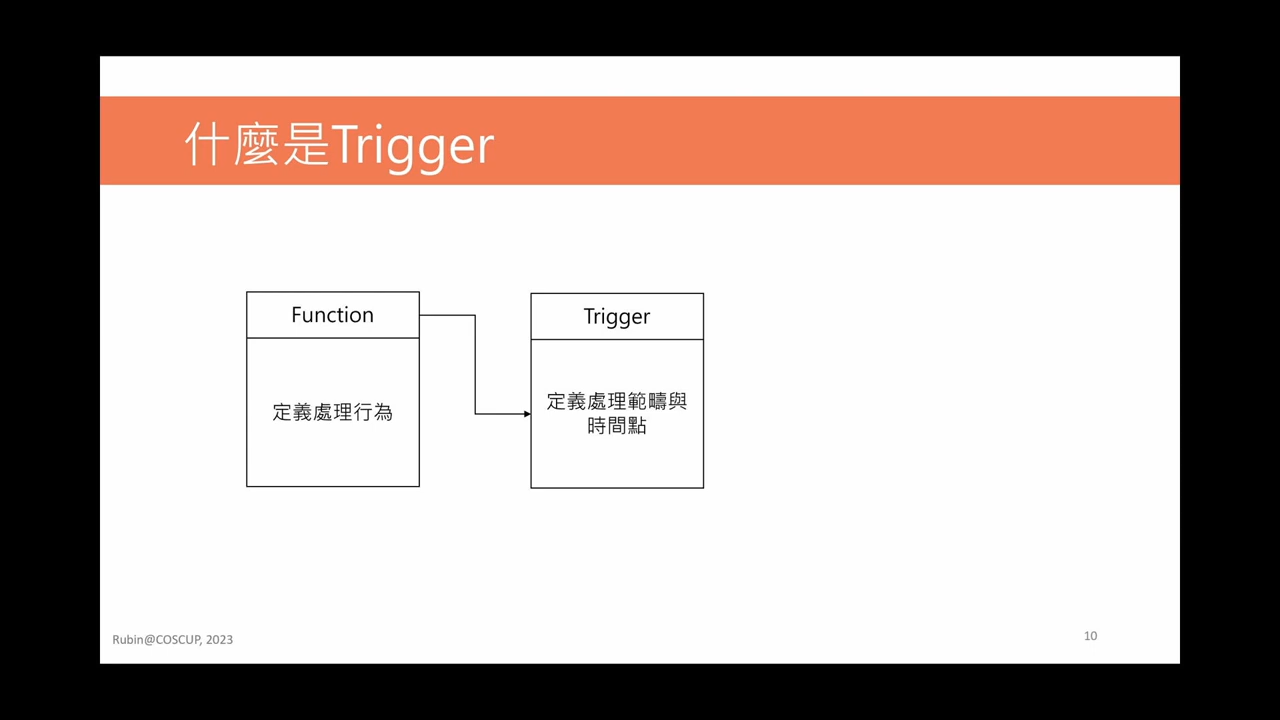 什麼是Trigger
Function
定義處理行為
Trigger
定義處理範疇與
時間點
Rubin@COSCUP, 2023
10